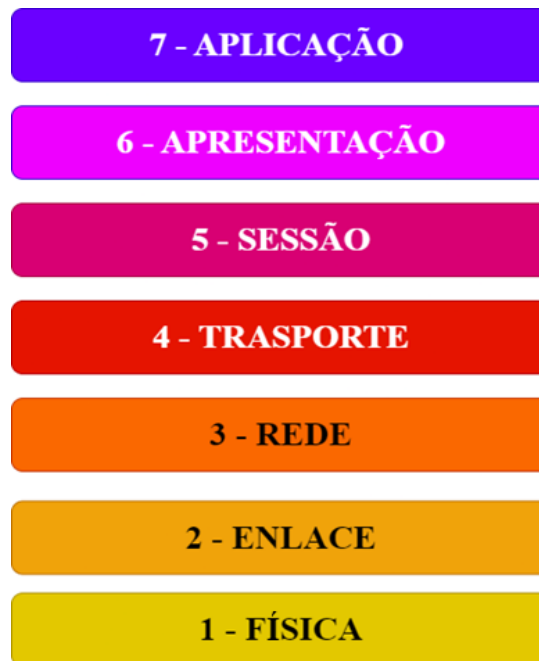 7 - APLICAÇÃO
6 - APRESENTAÇÃO
5 - SESSÃO
4 - TRASPORTE
3 - REDE
2 - ENLACE
1 - FÍSICA